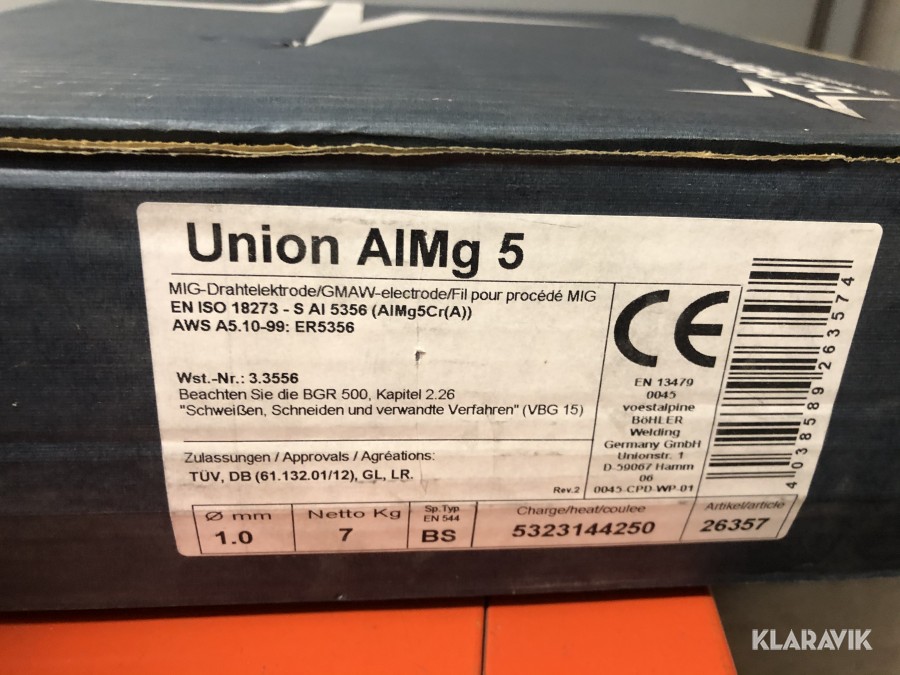 Union AlMg 5
MIG-Drahtelektrode/GMAW-electrode/Fil pour procédé MIG
EN ISO 18273 - S Al 5356 (AlMg5Cr(A))
AWS A5.10-99: ER5356
Wst.-Nr.: 3.3556
Beachten Sie die BGR 500, Kapitel 2.26
"Schweißen, Schneiden und verwandte Verfahren" (VBG 15)
Zulassungen / Approvals / Agréations:
TÜV, DB (61.132.01/12), GL, LR.
Rev.2
CE
EN 13479
0045
voestalpine
BÖHLER
Welding
Germany GmbH
Unionstr. 1
D-59067 Hamm
06
0045-CPD-WP-01
4 038589 263574
Ø mm
1.0
Netto Kg
7
Sp.Typ
EN 544
BS
Charge/heat/coulee
5323144250
Artikel/article
26357
KLARAVIK